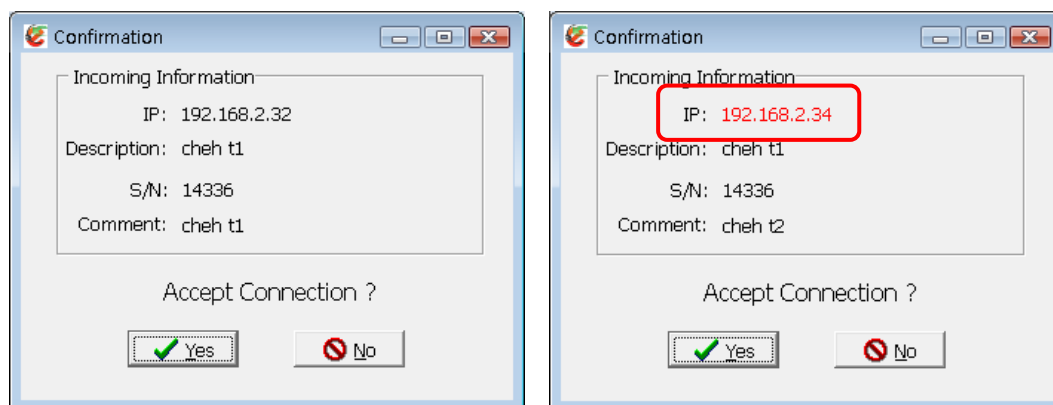 Confirmation
Incoming Information
IP: 192.168.2.32
Description: cheh t1
S/N: 14336
Comment: cheh t1
Accept Connection ?
Yes
No
Confirmation
Incoming Information
IP: 192.168.2.34
Description: cheh t1
S/N: 14336
Comment: cheh t2
Accept Connection ?
Yes
No